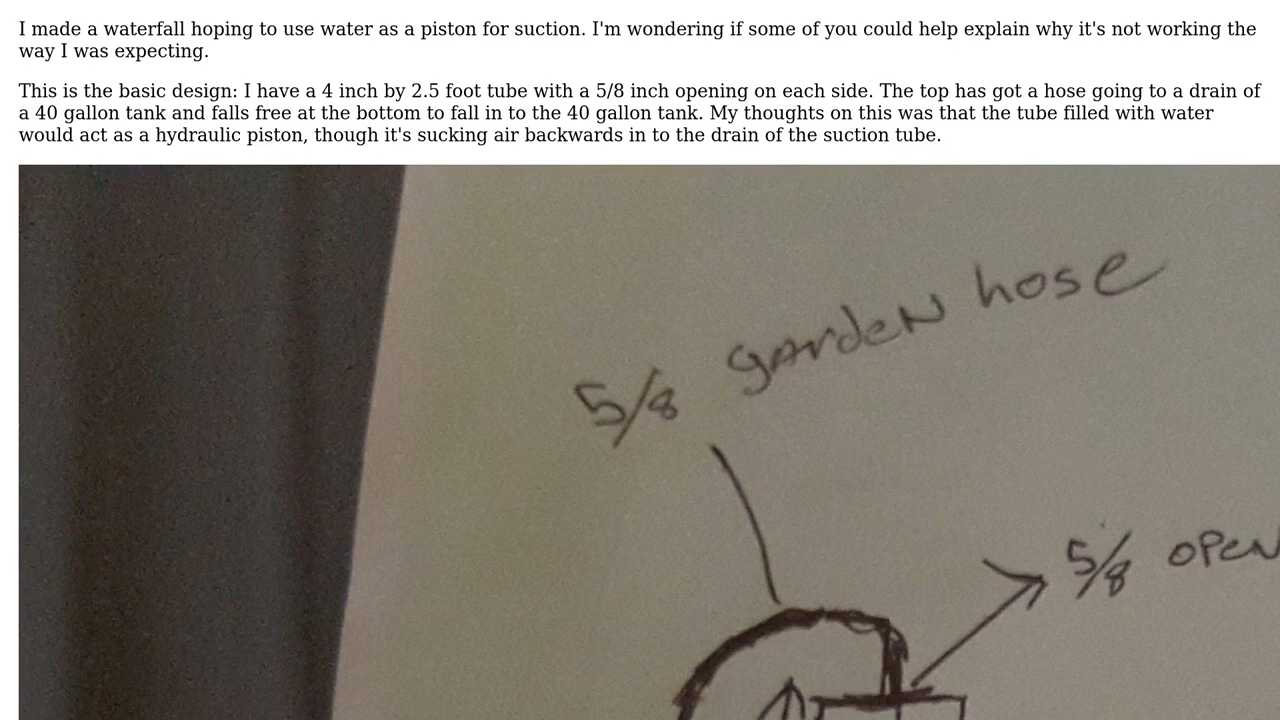 I made a waterfall hoping to use water as a piston for suction. I'm wondering if some of you could help explain why it's not working the
way I was expecting.
This is the basic design: I have a 4 inch by 2.5 foot tube with a 5/8 inch opening on each side. The top has got a hose going to a drain of
a 40 gallon tank and falls free at the bottom to fall in to the 40 gallon tank. My thoughts on this was that the tube filled with water
would act as a hydraulic piston, though it's sucking air backwards in to the drain of the suction tube.
5/8 garden hose
5/8 open